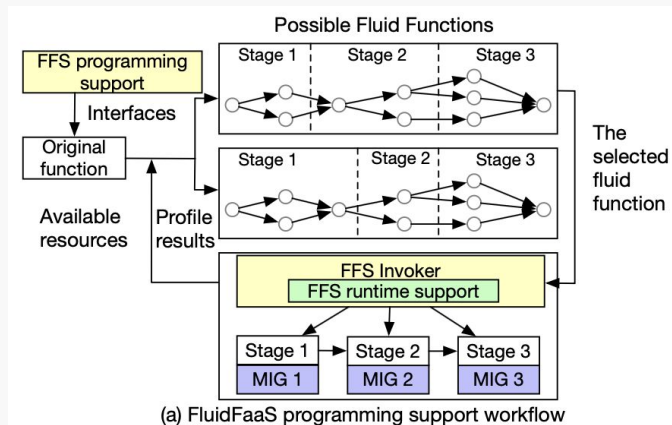 Possible Fluid Functions
FFS programming
support
Interfaces
Original
function
Available
resources
Profile
results
Stage 1
Stage 2
Stage 3
Stage 1
Stage 2
Stage 3
The
selected
fluid
function
FFS Invoker
FFS runtime support
Stage 1
Stage 2
Stage 3
MIG 1
MIG 2
MIG 3
(a) FluidFaaS programming support workflow